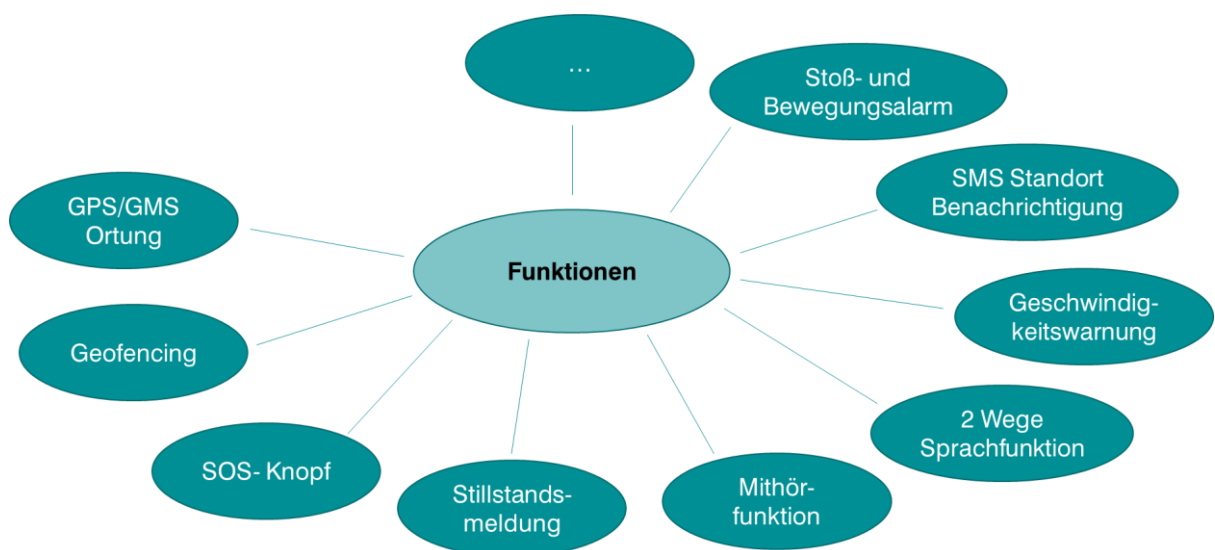 …
Stoß- und
Bewegungsalarm
SMS Standort
Benachrichtigung
GPS/GMS
Ortung
Funktionen
Geschwindig-
keitswarnung
Geofencing
2 Wege
Sprachfunktion
SOS- Knopf
Stillstands-
meldung
Mithör-
funktion